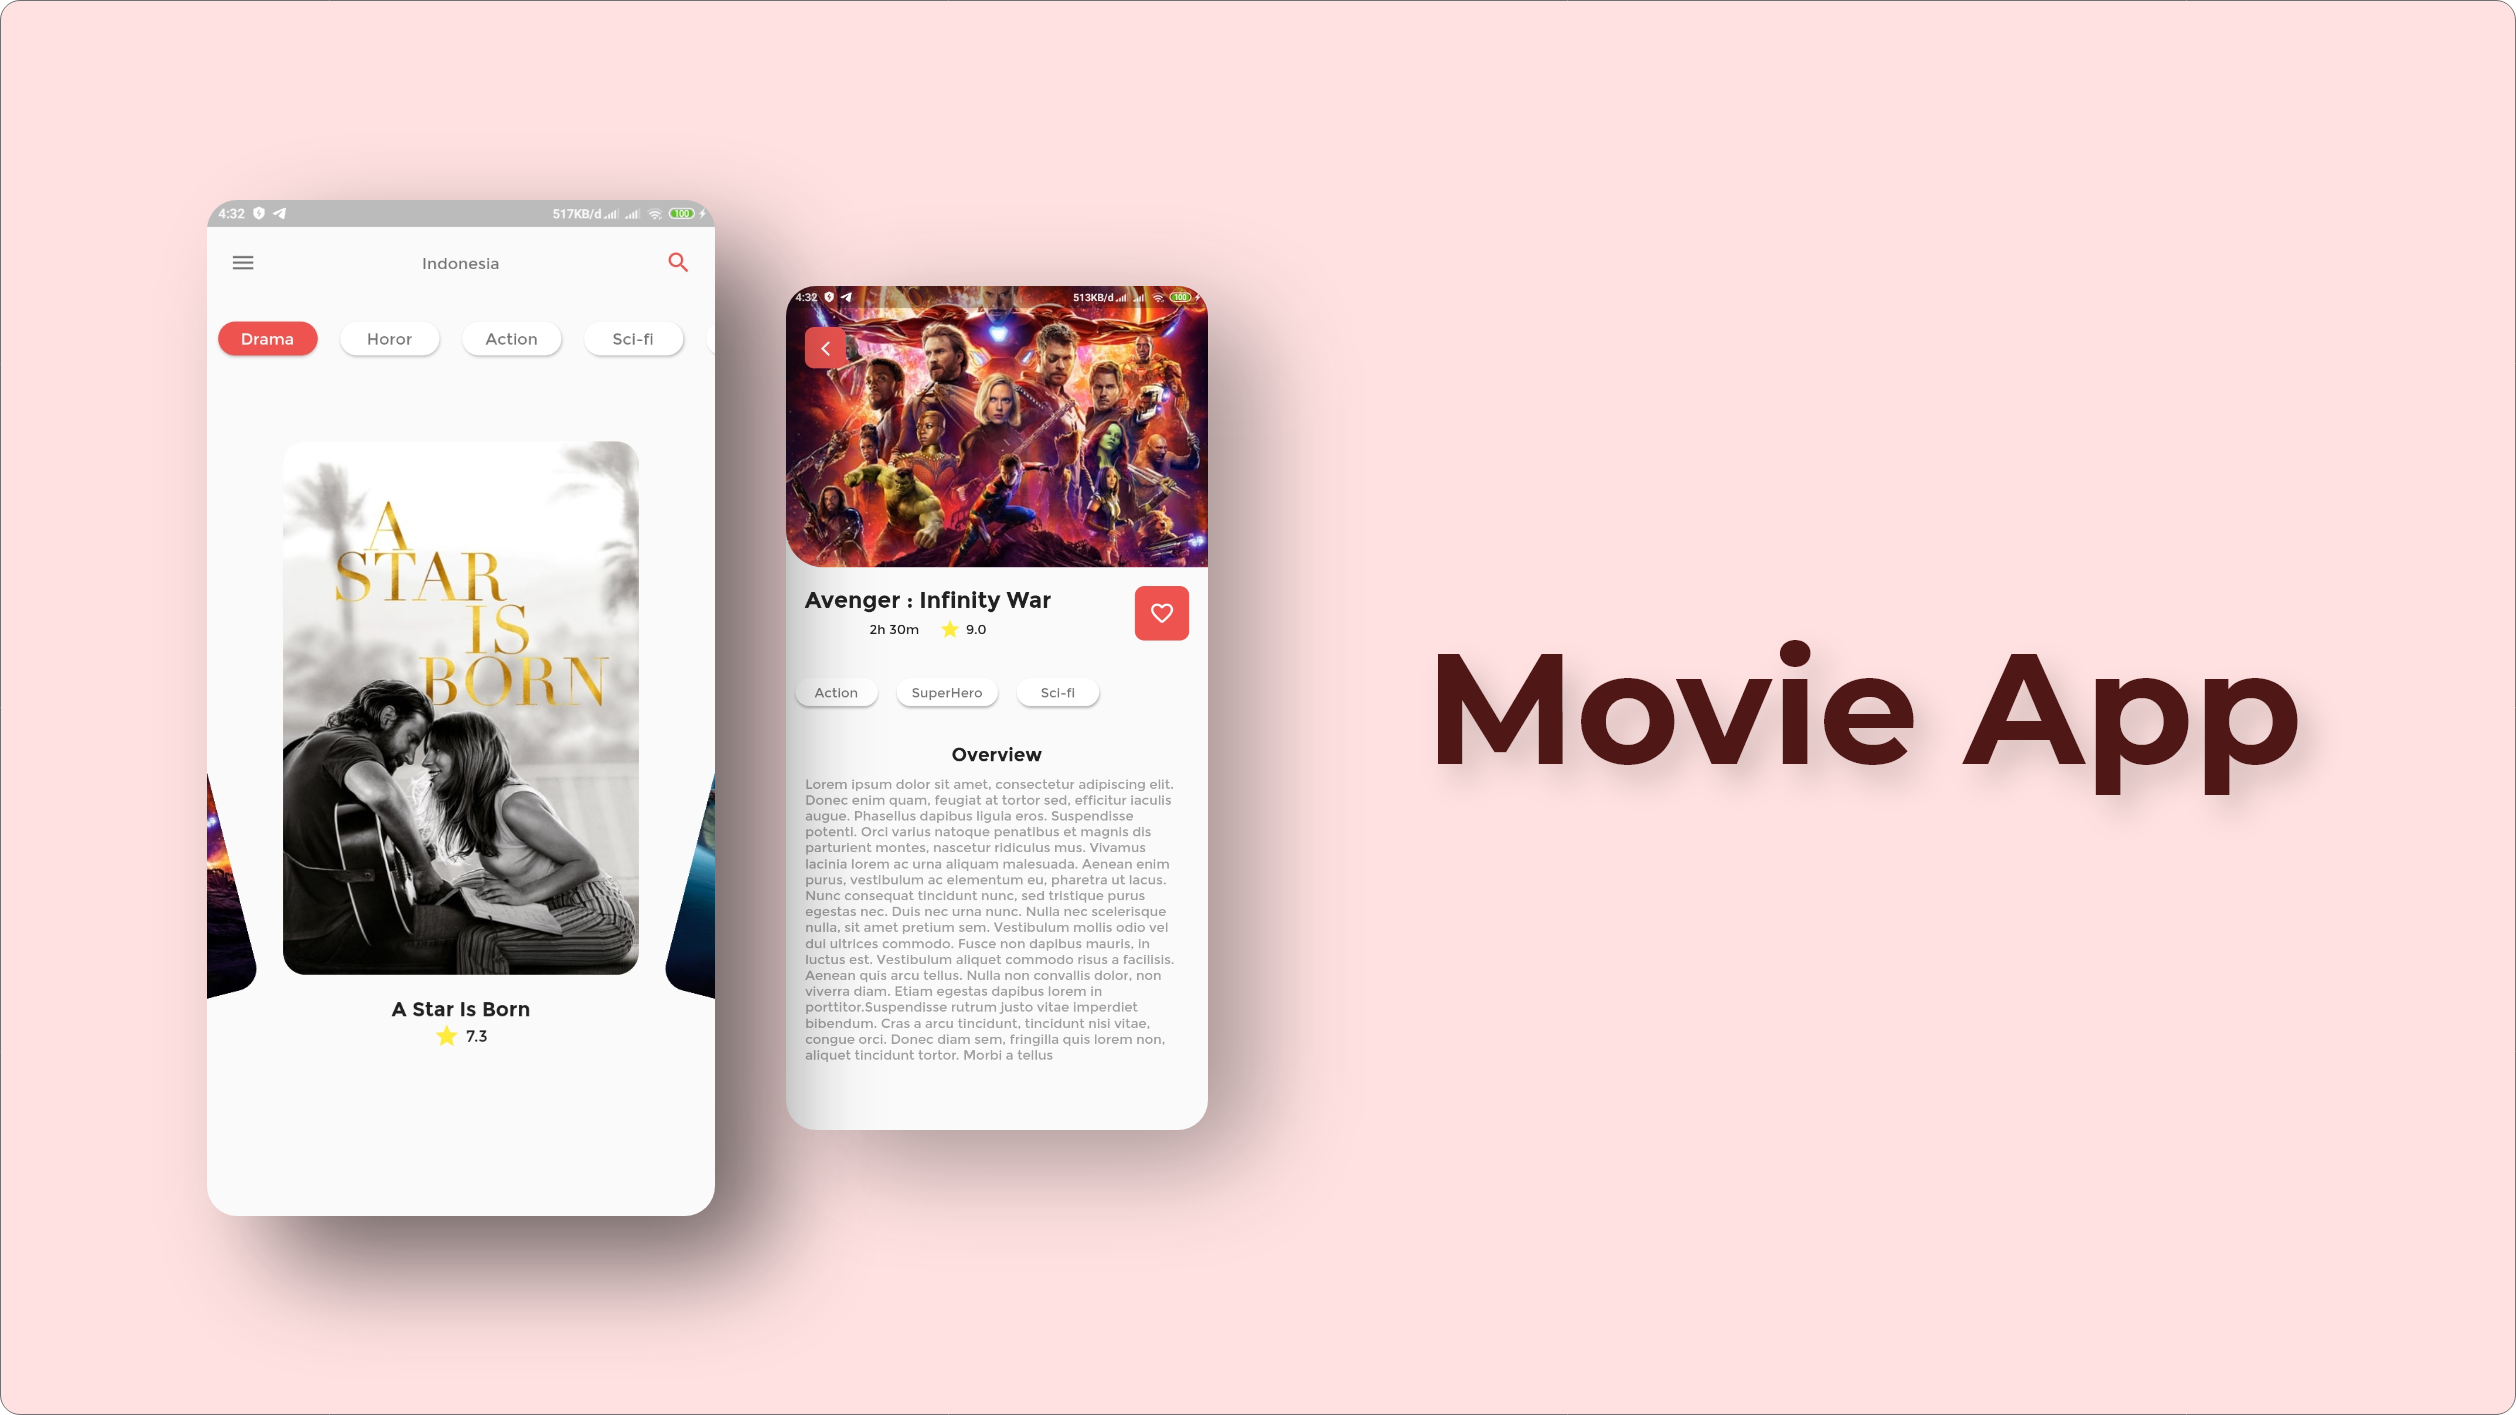 4:32 517KB/d 100
Indonesia
Drama Horor Action Sci-fi
A
STAR
IS
BORN
A Star Is Born
7.3
4:32 513KB/d 100
Avenger : Infinity War
2h 30m 9.0
Action SuperHero Sci-fi
Overview
Lorem ipsum dolor sit amet, consectetur adipiscing elit.
Donec enim quam, feugiat at tortor sed, efficitur iaculis
augue. Phasellus dapibus ligula eros. Suspendisse
potenti. Orci varius natoque penatibus et magnis dis
parturient montes, nascetur ridiculus mus. Vivamus
lacinia lorem ac urna aliquam malesuada. Aenean enim
purus, vestibulum ac elementum eu, pharetra ut lacus.
Nunc consequat tincidunt nunc, sed tristique purus
egestas nec. Duis nec urna nunc. Nulla nec scelerisque
nulla, sit amet pretium sem. Vestibulum mollis odio vel
dui ultrices commodo. Fusce non dapibus mauris, in
luctus est. Vestibulum aliquet commodo risus a facilisis.
Aenean quis arcu tellus. Nulla non convallis dolor, non
viverra diam. Etiam egestas dapibus lorem in
porttitor.Suspendisse rutrum justo vitae imperdiet
bibendum. Cras a arcu tincidunt, tincidunt nisi vitae,
congue orci. Donec diam sem, fringilla quis lorem non,
aliquet tincidunt tortor. Morbi a tellus
Movie App